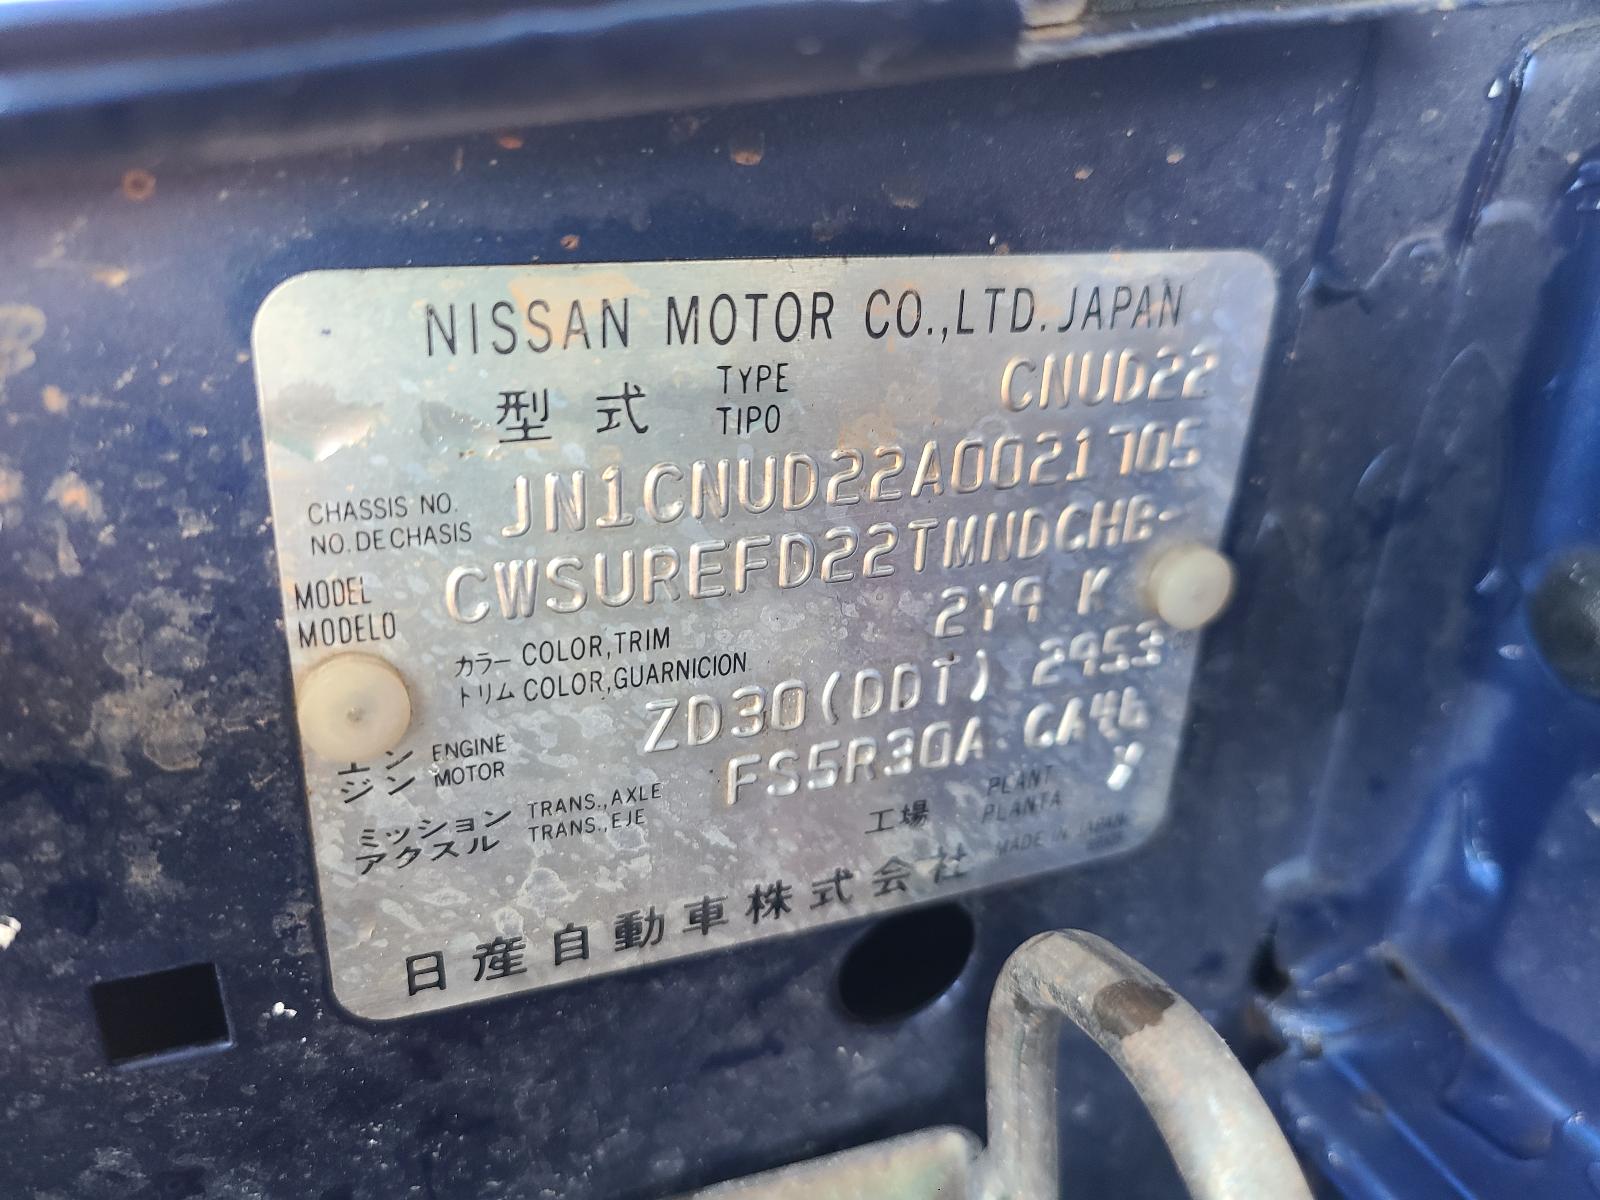 NISSAN MOTOR CO.,LTD. JAPAN
型式 TYPE CNUD22
TIPO
CHASSIS NO. JN1CNUD22A0021705
NO. DE CHASIS
MODEL CWSUREFD22TMNDCHB-
MODELO
カラー COLOR,TRIM 2Y9 K
トリム COLOR,GUARNICION
エンジン ENGINE ZD30(DDT) 2953
MOTOR
ミッション TRANS.,AXLE FS5R30A GA46
アクスル TRANS.,EJE
工場 PLANT
PLANTA
MADE IN JAPAN
日産自動車株式会社